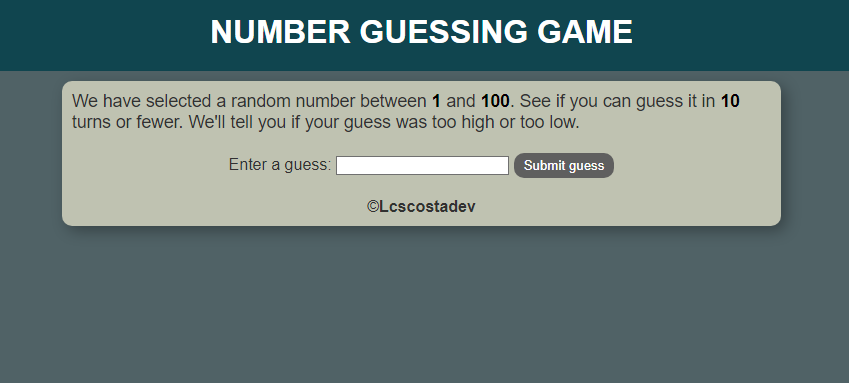 NUMBER GUESSING GAME
We have selected a random number between 1 and 100. See if you can guess it in 10
turns or fewer. We'll tell you if your guess was too high or too low.
Enter a guess: Submit guess
©Lcscostadev